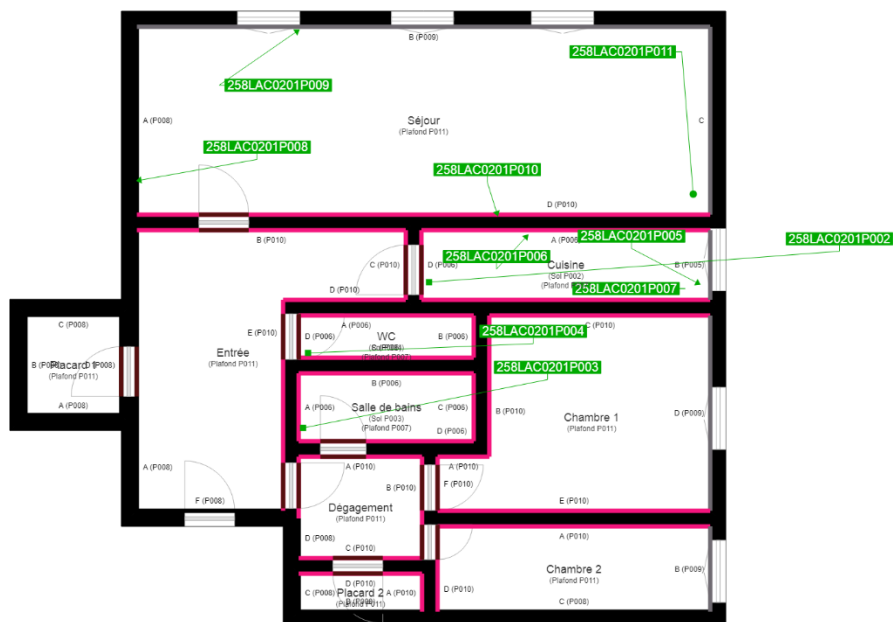 B (P009)
258LAC0201P011
258LAC0201P009
A (P008)
Séjour
(Plafond P011)
C
258LAC0201P008
258LAC0201P010
D (P010)
B (P010)
A (P006)
258LAC0201P005
258LAC0201P002
C (P010)
D (P006)
258LAC0201P006
Cuisine
(Sol P002)
B (P005)
D (P010)
258LAC0201P007
C (P008)
E (P010)
A (P006)
C (P010)
D (P006)
WC
B (P006)
258LAC0201P004
(Plafond P007)
Entrée
(Plafond P011)
Placard 1
(Plafond P011)
D (P008)
258LAC0201P003
B (P006)
A (P008)
A (P006)
Salle de bains
(Sol P003)
(Plafond P007)
C (P006)
D (P006)
B (P010)
Chambre 1
(Plafond P011)
D (P009)
A (P008)
A (P010)
A (P010)
F (P010)
B (P010)
F (P008)
E (P010)
Dégagement
(Plafond P011)
D (P008)
C (P010)
A (P010)
Chambre 2
(Plafond P011)
B (P009)
D (P010)
D (P010)
C (P008)
Placard 2
A (P010)
C (P008)